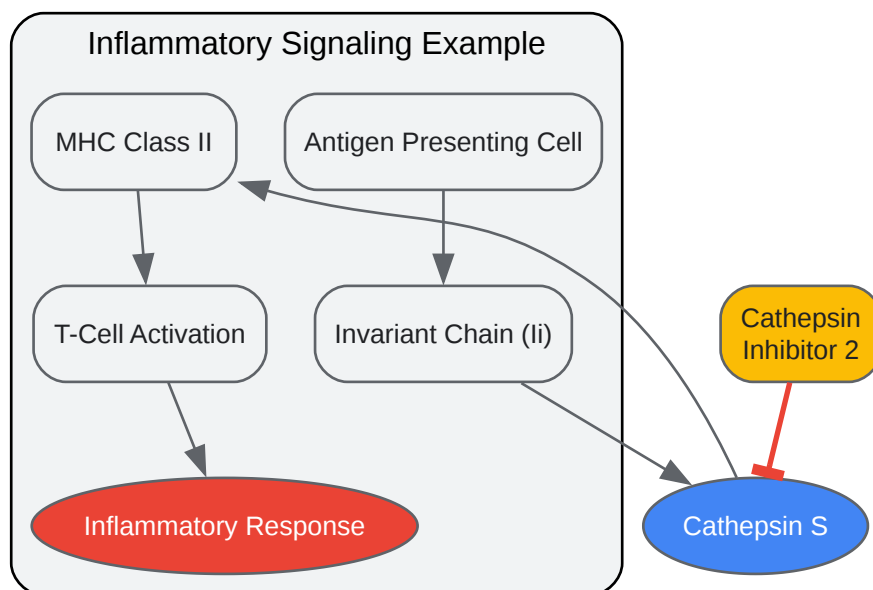 Inflammatory Signaling Example
MHC Class II
Antigen Presenting Cell
T-Cell Activation
Invariant Chain (Ii)
Cathepsin
Inhibitor 2
Inflammatory Response
Cathepsin S